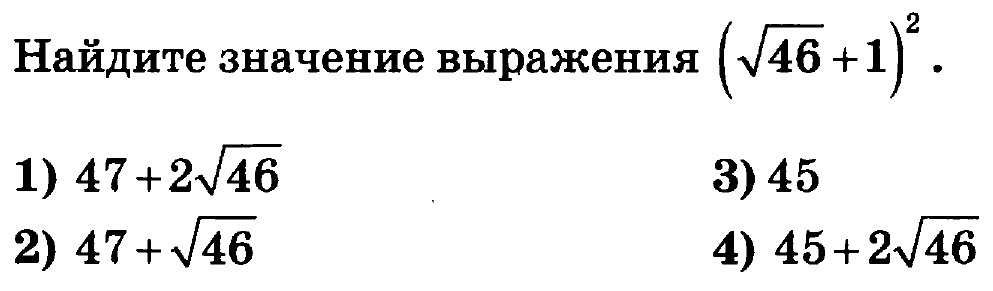 Найдите значение выражения (√46 + 1)².
1) 47 + 2√46
3) 45
2) 47 + √46
4) 45 + 2√46